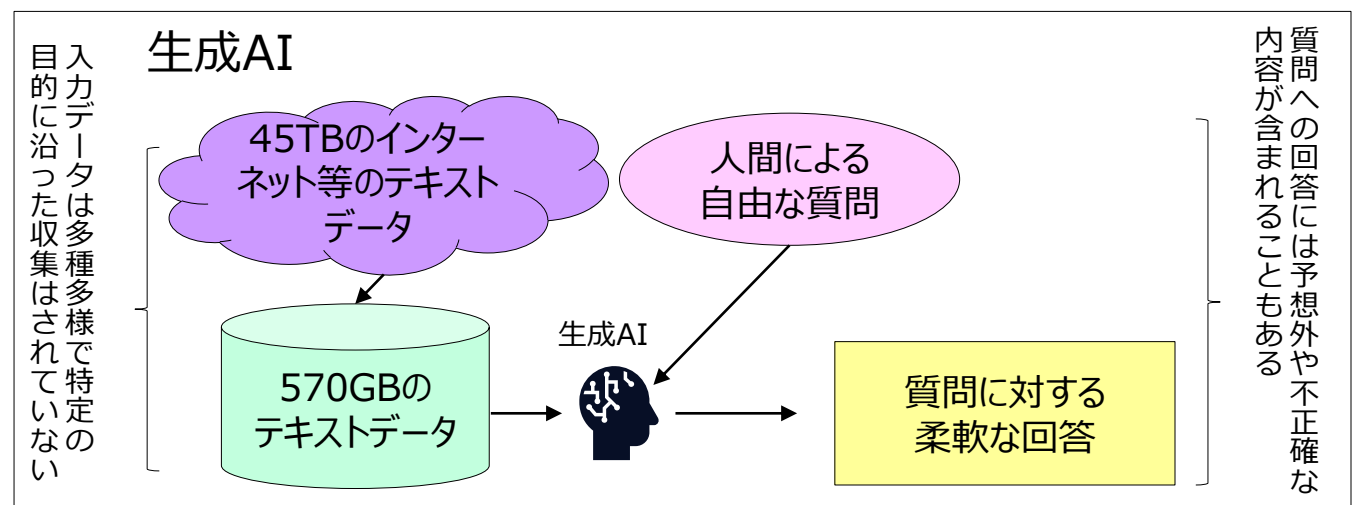 生成AI
入力データは多種多様で特定の
目的に沿った収集はされていない
45TBのインター
ネット等のテキスト
データ
人間による
自由な質問
570GBの
テキストデータ
生成AI
質問に対する
柔軟な回答
質問への回答には予想外や不正確な
内容が含まれることもある